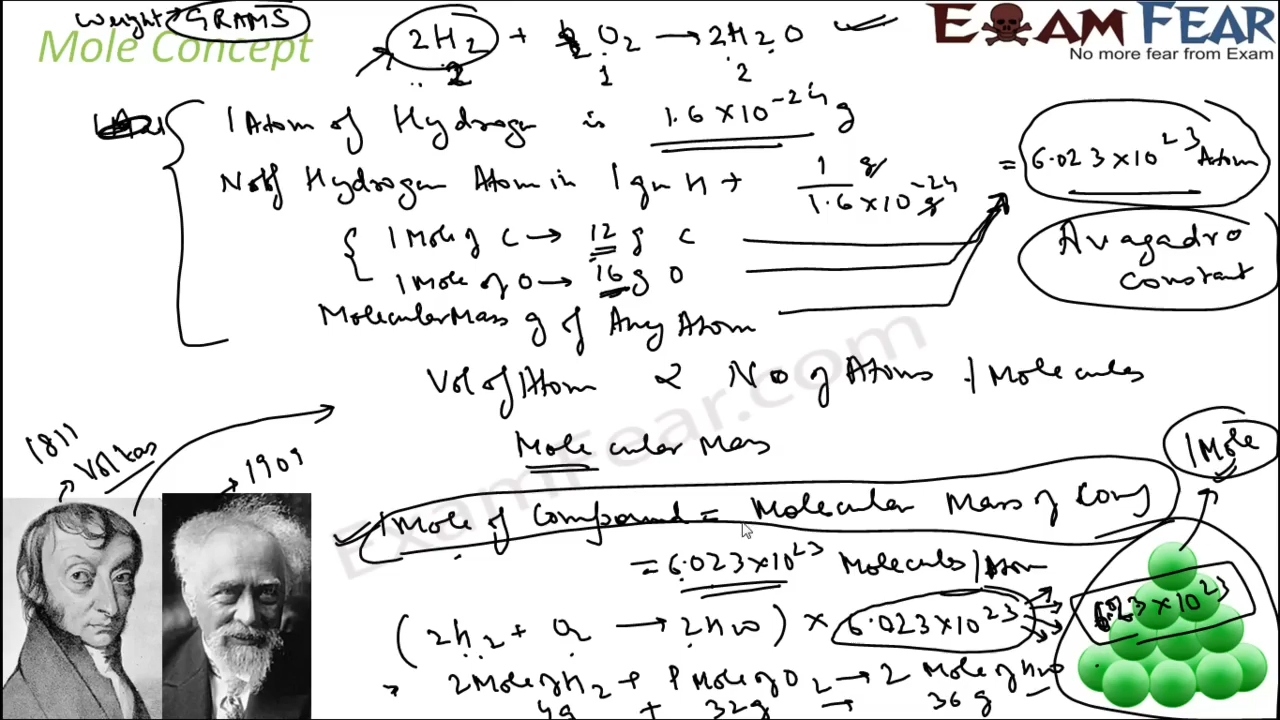 Weight GRAMS
Mole Concept
2H₂ + O₂ → 2H₂O
2 1 2
EXAM FEAR
No more fear from Exam
1 Atom of Hydrogen is 1.6 × 10⁻²⁴ g
No of Hydrogen Atom in 1 gm H → 1 g / 1.6 × 10⁻²⁴ g = 6.023 × 10²³ Atom
1 Mole of C → 12 g C
Avagadro
constant
1 Mole of O → 16 g O
Molecular Mass g of Any Atom
Vol of Atom ∝ No of Atoms / Molecules
1811
Voltas
1909
Molecular Mass
1 Mole
1 Mole of Compound = Molecular Mass of Comp
= 6.023 × 10²³ Molecules / Atom
6.023 × 10²³
(2H₂ + O₂ → 2H₂O) × 6.023 × 10²³
2 Mole of H₂ + 1 Mole of O₂ → 2 Mole of H₂O
4g + 32g → 36 g
ExamFear.com